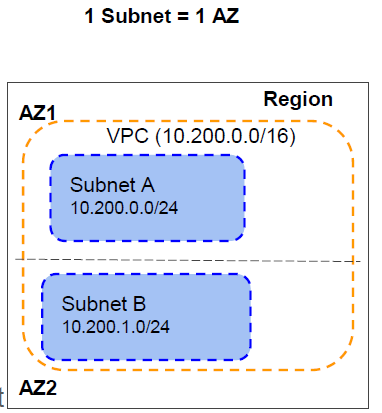 1 Subnet = 1 AZ
Region
AZ1
VPC (10.200.0.0/16)
Subnet A
10.200.0.0/24
Subnet B
10.200.1.0/24
AZ2